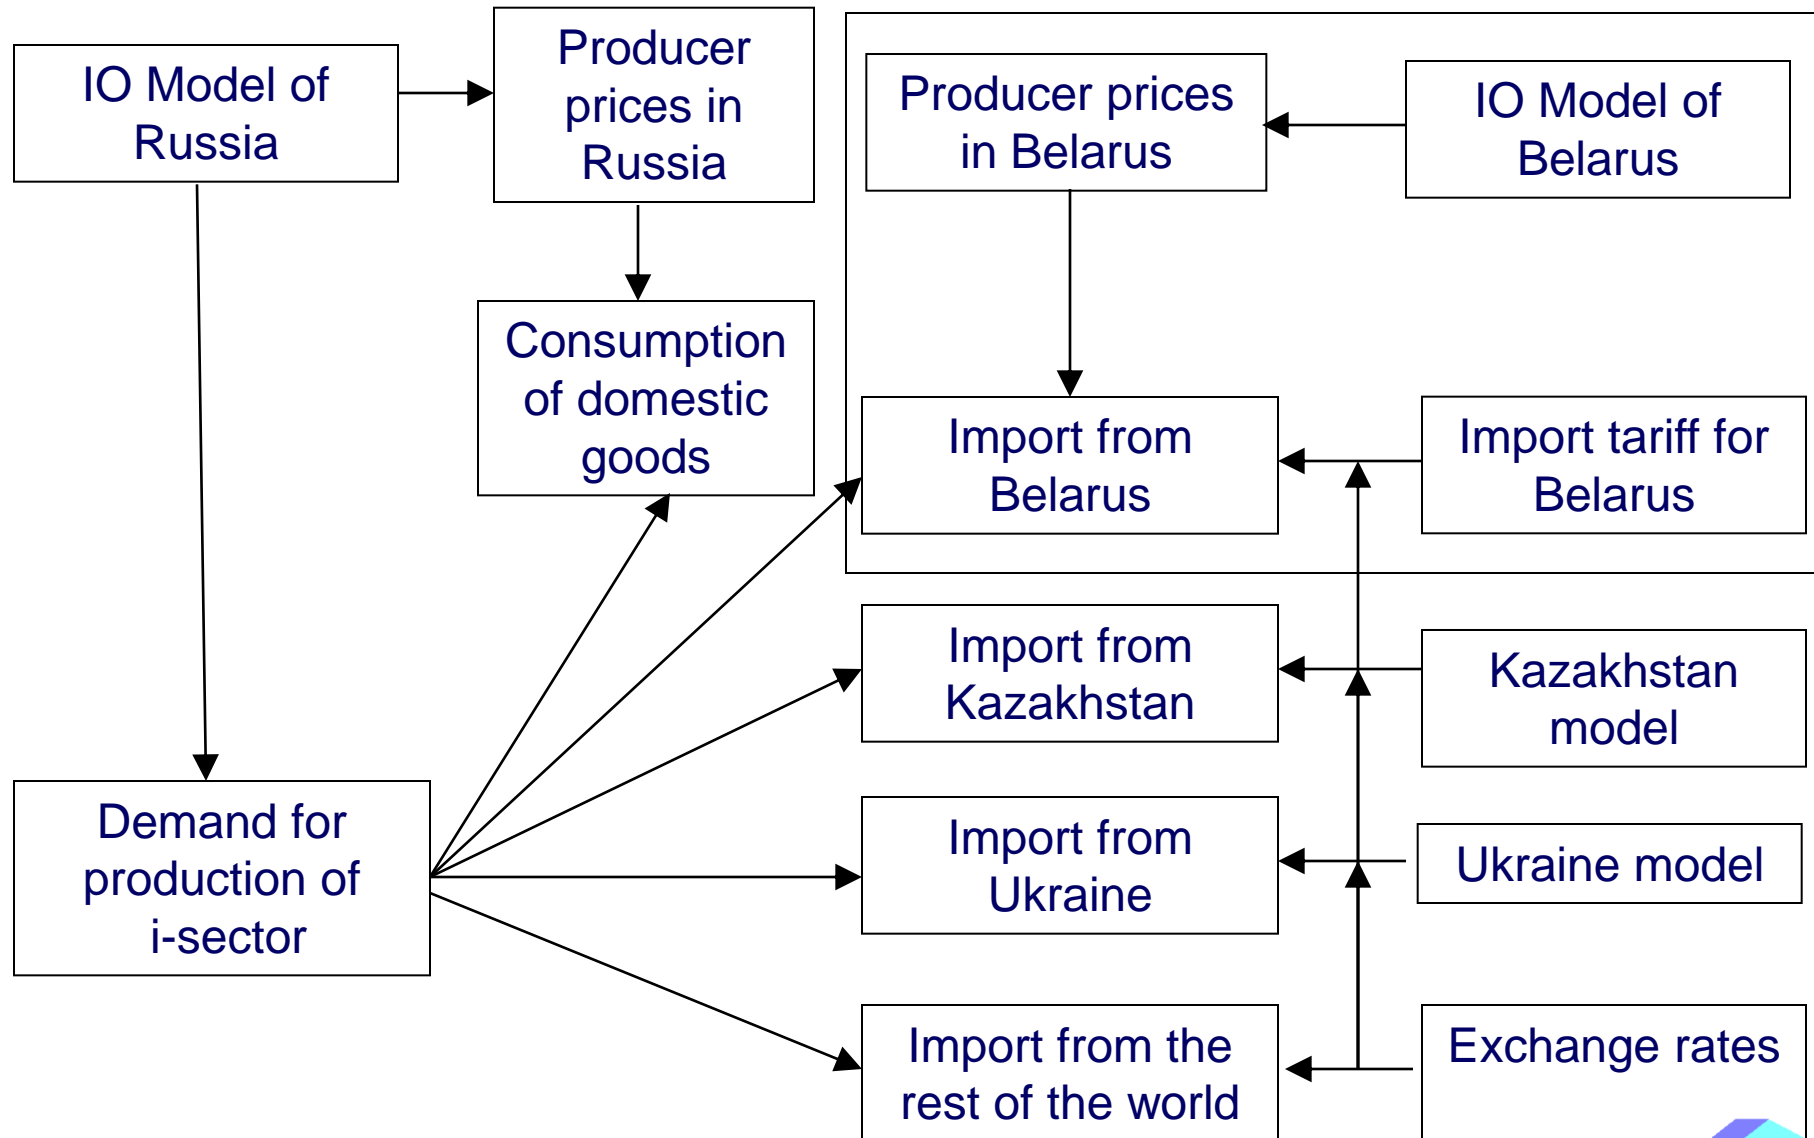 IO Model of
Russia
Producer
prices in
Russia
Producer prices
in Belarus
IO Model of
Belarus
Consumption
of domestic
goods
Import from
Belarus
Import tariff for
Belarus
Import from
Kazakhstan
Kazakhstan
model
Demand for
production of
i-sector
Import from
Ukraine
Ukraine model
Import from the
rest of the world
Exchange rates